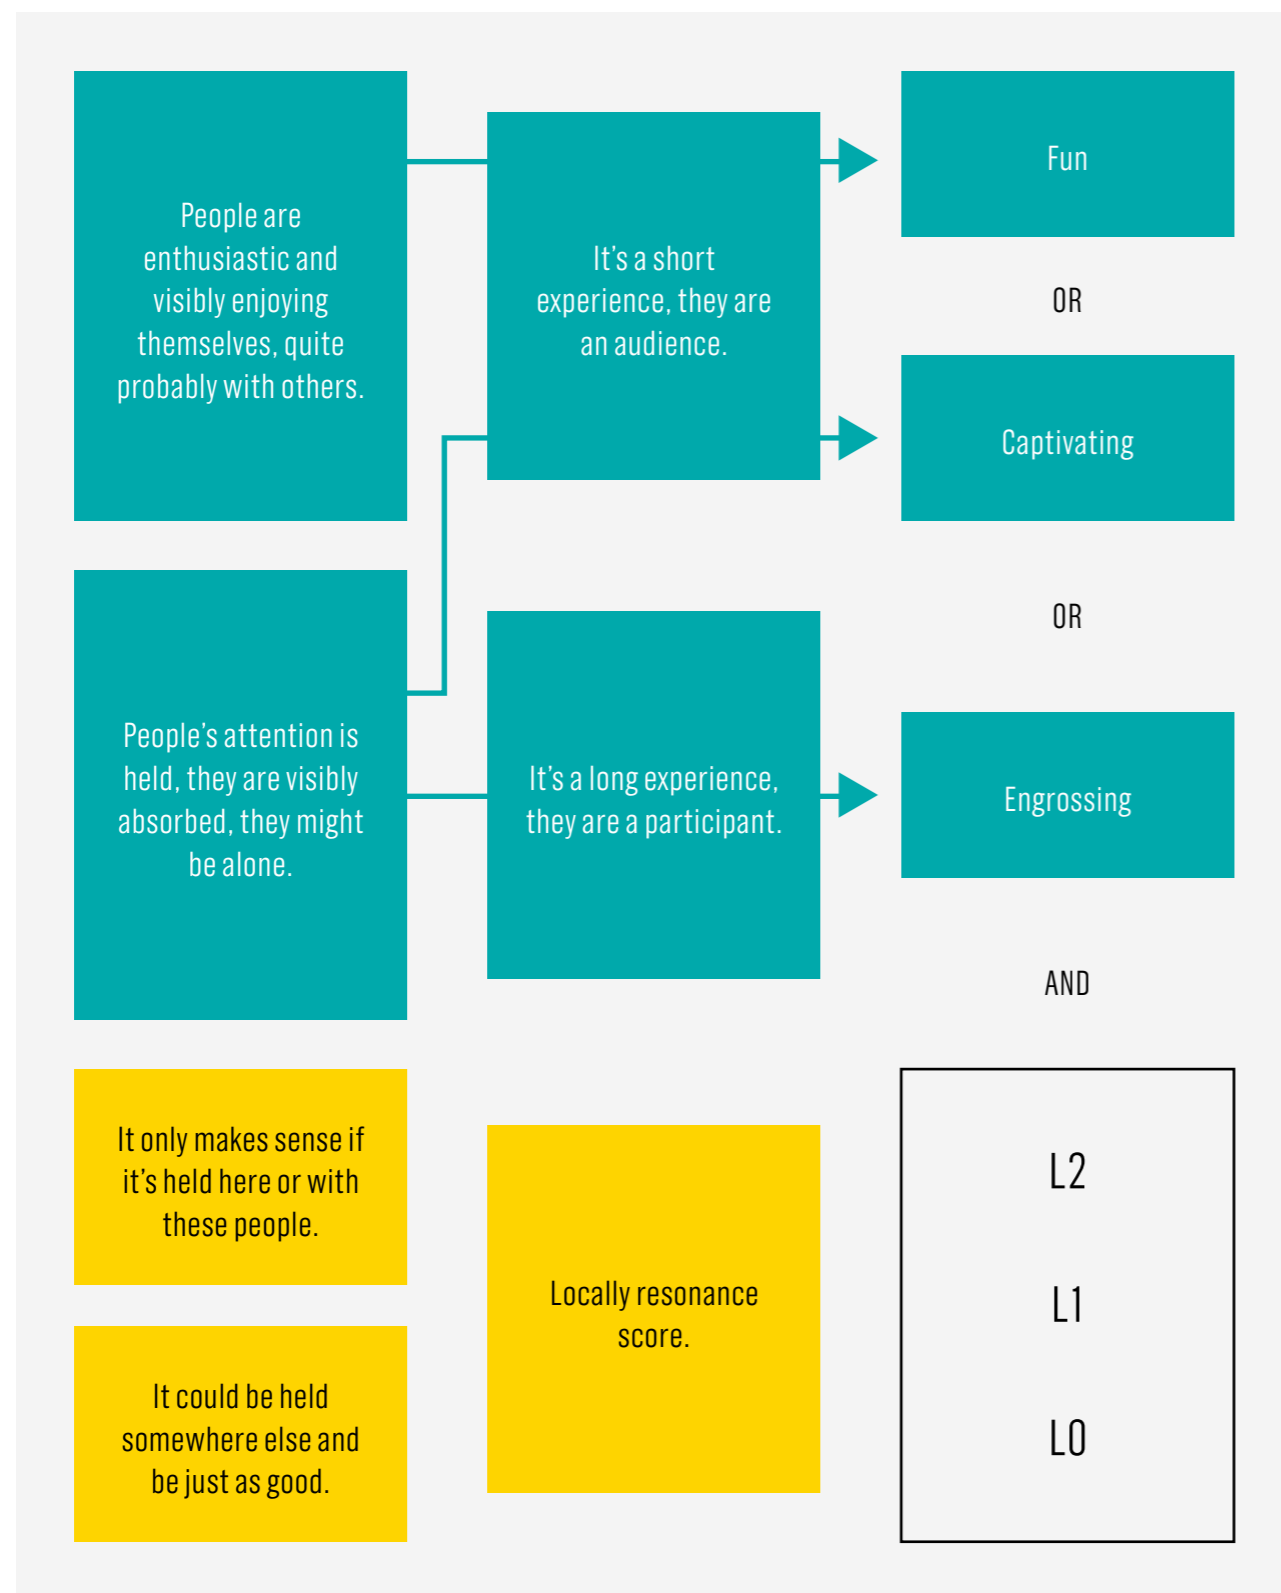 People are
enthusiastic and
visibly enjoying
themselves, quite
probably with others.
It's a short
experience, they are
an audience.
Fun
OR
Captivating
OR
People's attention is
held, they are visibly
absorbed, they might
be alone.
It's a long experience,
they are a participant.
Engrossing
AND
It only makes sense if
it's held here or with
these people.
It could be held
somewhere else and
be just as good.
Locally resonance
score.
L2
L1
L0